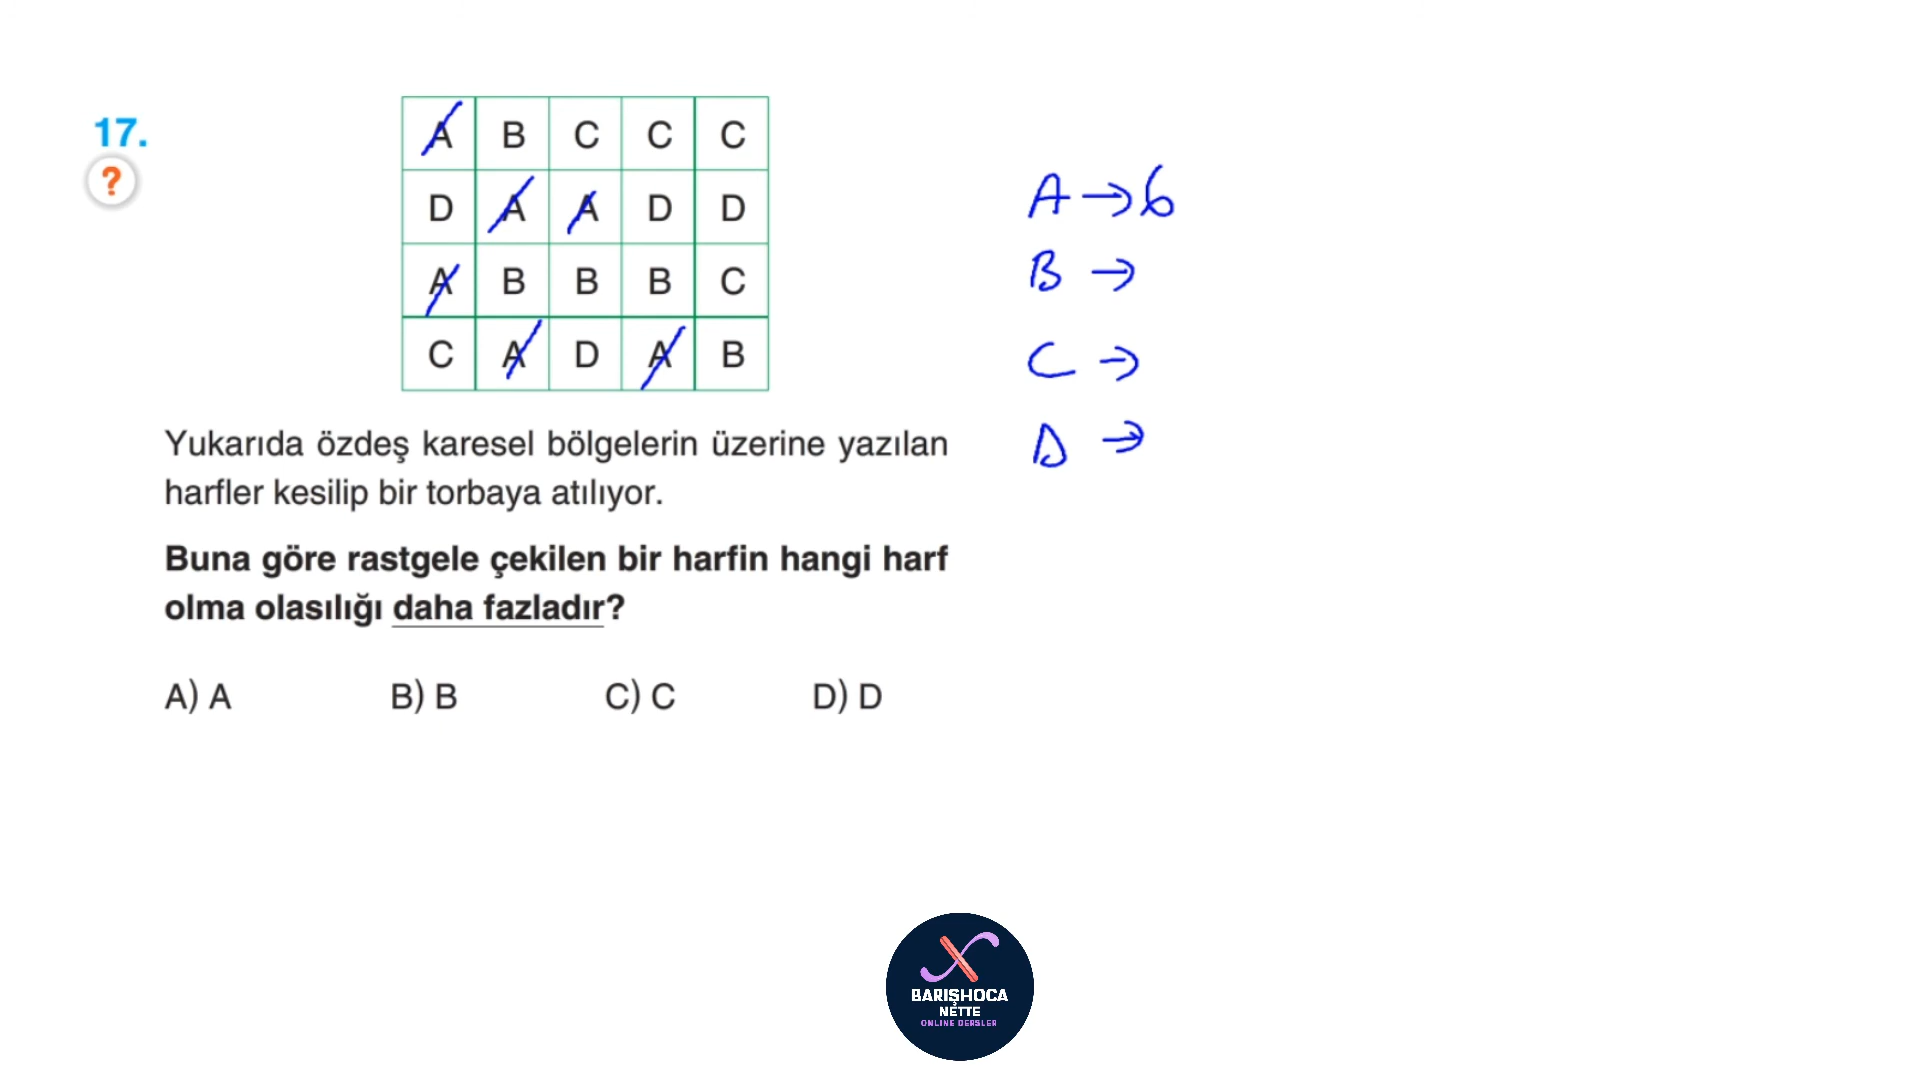 17.
?
A B C C C
D A A D D
A B B B C
C A D A B
A → 6
B →
C →
D →
Yukarıda özdeş karesel bölgelerin üzerine yazılan
harfler kesilip bir torbaya atılıyor.
Buna göre rastgele çekilen bir harfin hangi harf
olma olasılığı daha fazladır?
A) A B) B C) C D) D
BARIŞHOCA
NETTE
ONLINE DERSLER